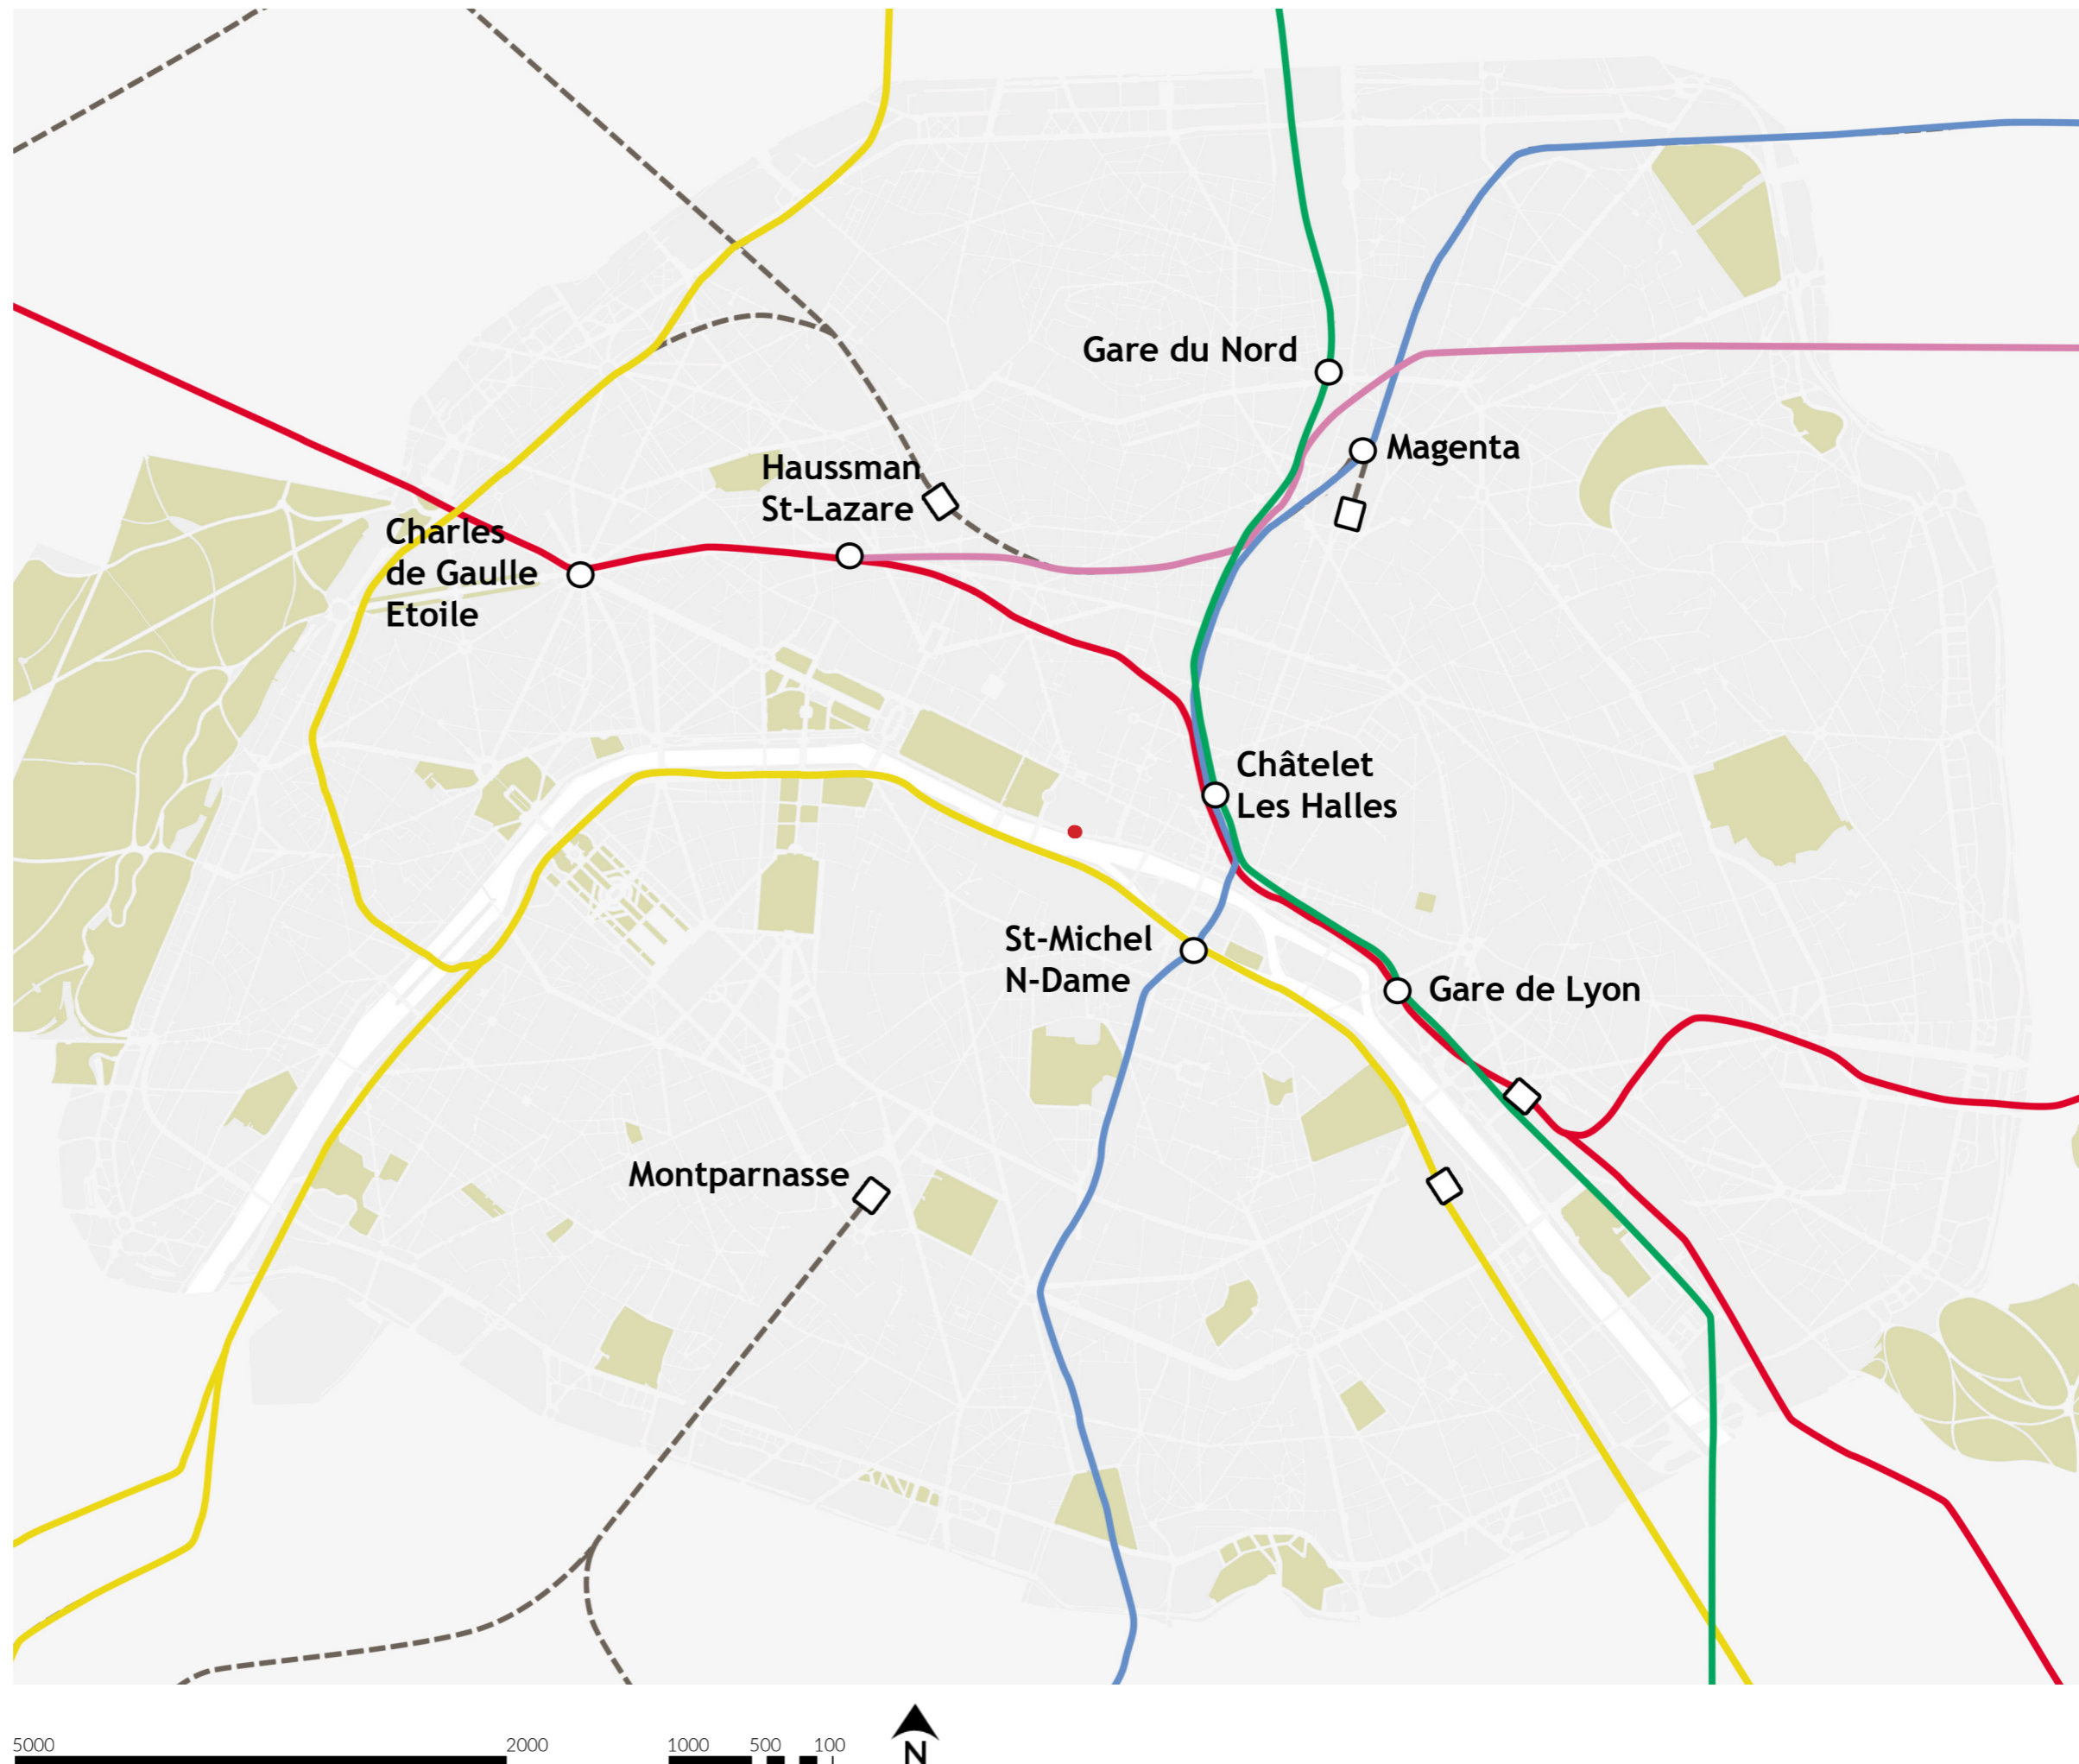 Gare du Nord
Magenta
Haussman
St-Lazare
Charles
de Gaulle
Etoile
Châtelet
Les Halles
St-Michel
N-Dame
Gare de Lyon
Montparnasse
5000 2000 1000 500 100
N